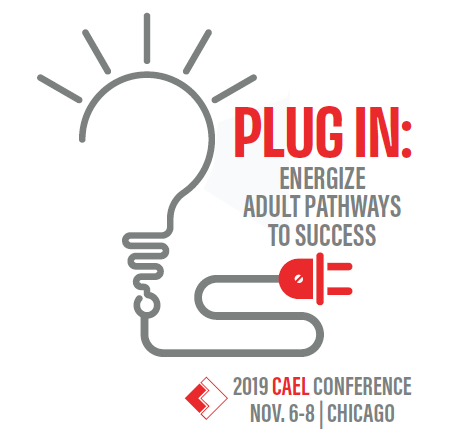 PLUG IN:
ENERGIZE
ADULT PATHWAYS
TO SUCCESS
2019 CAEL CONFERENCE
NOV. 6-8 | CHICAGO